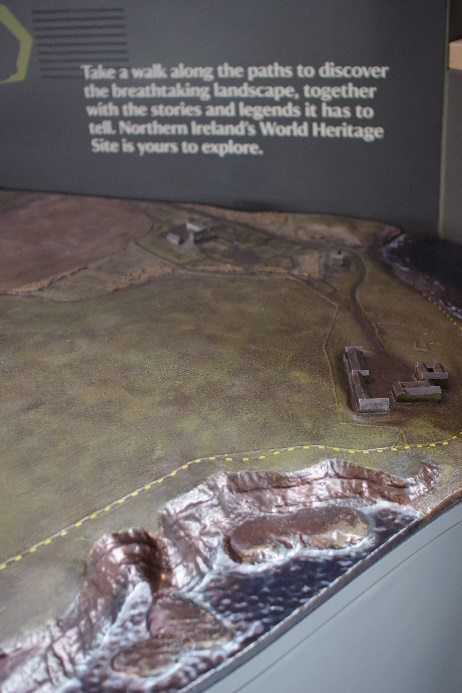 Take a walk along the paths to discover
the breathtaking landscape, together
with the stories and legends it has to
tell. Northern Ireland's World Heritage
Site is yours to explore.